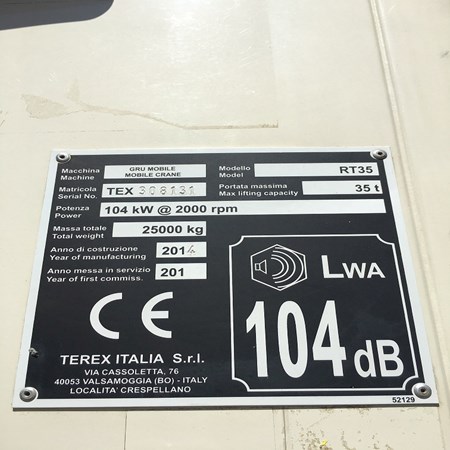 Macchina
Machine
GRU MOBILE
MOBILE CRANE
Modello
Model
RT35
Matricola
Serial No.
TEX 308131
Portata massima
Max lifting capacity
35 t
Potenza
Power
104 kW @ 2000 rpm
Massa totale
Total weight
25000 kg
Anno di costruzione
Year of manufacturing
2014
Anno messa in servizio
Year of first commiss.
201
CE
LWA
104 dB
TEREX ITALIA S.r.l.
VIA CASSOLETTA, 76
40053 VALSAMOGGIA (BO) - ITALY
LOCALITA' CRESPELLANO
52129